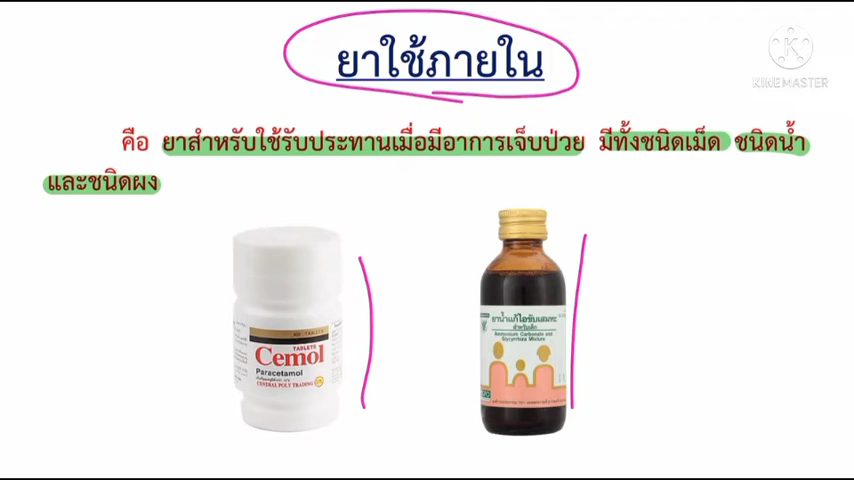 ยาใช้ภายใน
KINEMASTER
คือ ยาสำหรับใช้รับประทานเมื่อมีอาการเจ็บป่วย มีทั้งชนิดเม็ด ชนิดน้ำ
และชนิดผง
TABLETS
Cemol
Paracetamol
CENTRAL POLY TRADING
ยาน้ำแก้ไอขับเสมหะ
สำหรับเด็ก
Ammonium Carbonate and
Glycyrrhiza Mixture